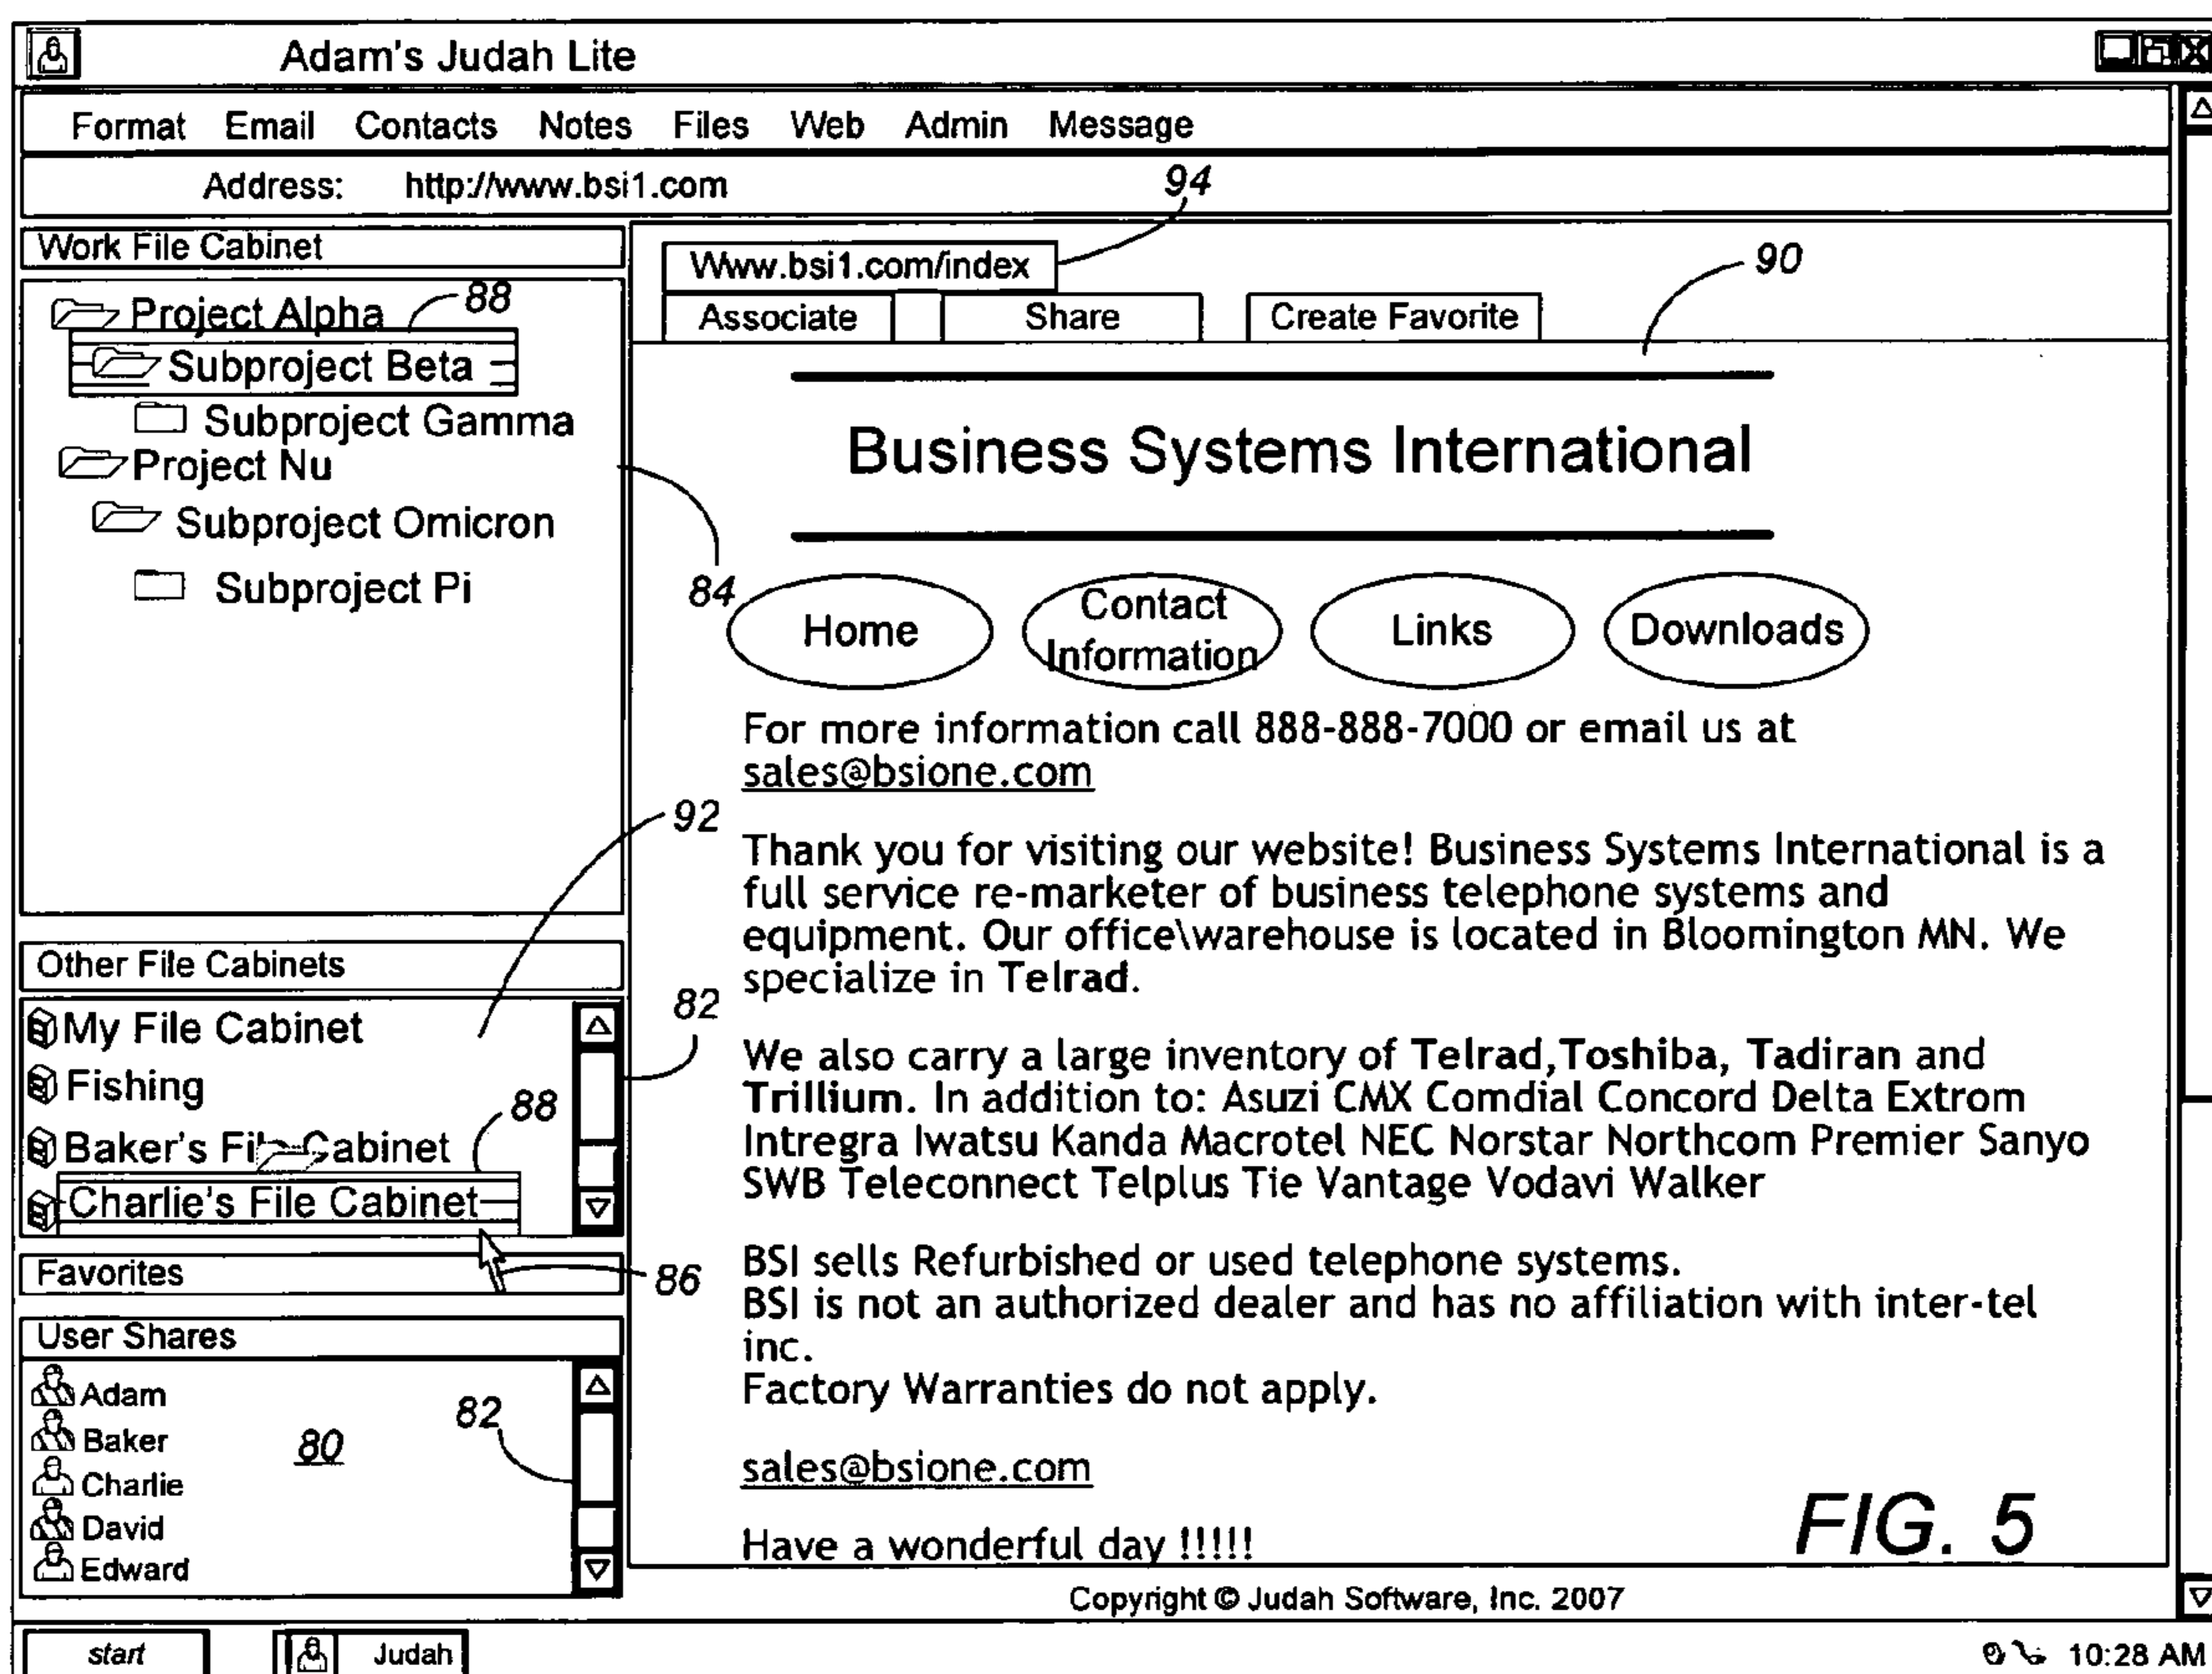 Adam's Judah Lite
Format Email Contacts Notes Files Web Admin Message
Address: http://www.bsi1.com
94
Work File Cabinet
Www.bsi1.com/index
90
Project Alpha
88
Associate Share Create Favorite
Subproject Beta
Subproject Gamma
Project Nu
Subproject Omicron
Subproject Pi
84
Business Systems International
Home
Contact
Information
Links
Downloads
For more information call 888-888-7000 or email us at
sales@bsione.com
92
Thank you for visiting our website! Business Systems International is a
full service re-marketer of business telephone systems and
equipment. Our office\warehouse is located in Bloomington MN. We
specialize in Telrad.
Other File Cabinets
82
My File Cabinet
Fishing
88
Baker's File Cabinet
Charlie's File Cabinet
We also carry a large inventory of Telrad,Toshiba, Tadiran and
Trillium. In addition to: Asuzi CMX Comdial Concord Delta Extrom
Intregra Iwatsu Kanda Macrotel NEC Norstar Northcom Premier Sanyo
SWB Teleconnect Telplus Tie Vantage Vodavi Walker
Favorites
86
BSI sells Refurbished or used telephone systems.
BSI is not an authorized dealer and has no affiliation with inter-tel
inc.
Factory Warranties do not apply.
User Shares
Adam
Baker
Charlie
David
Edward
80
82
sales@bsione.com
Have a wonderful day !!!!!
FIG. 5
Copyright © Judah Software, Inc. 2007
start
Judah
10:28 AM